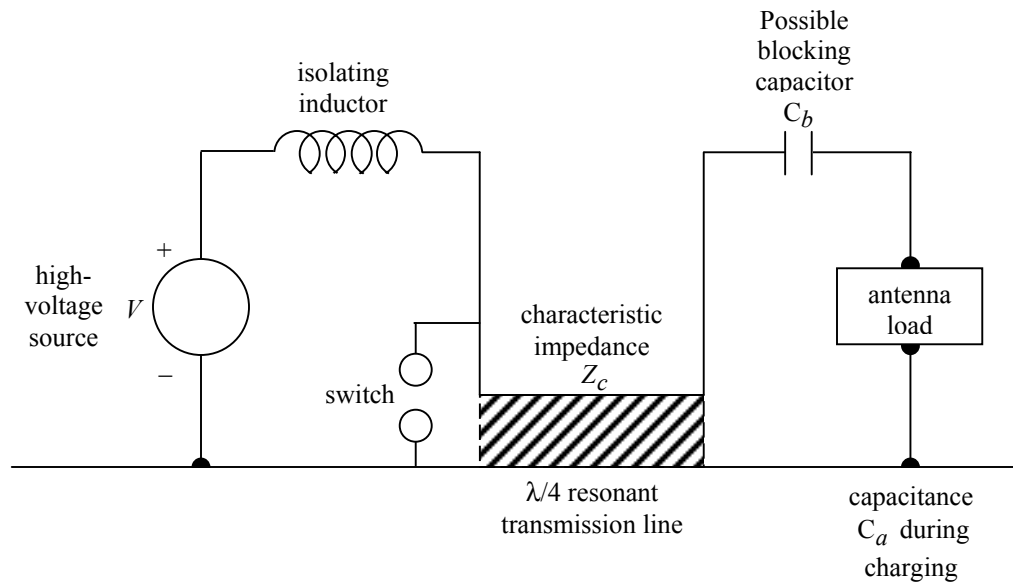 Possible
blocking
capacitor
C_b
isolating
inductor
+
high-
voltage
source
V
−
switch
characteristic
impedance
Z_c
antenna
load
λ/4 resonant
transmission line
capacitance
C_a during
charging